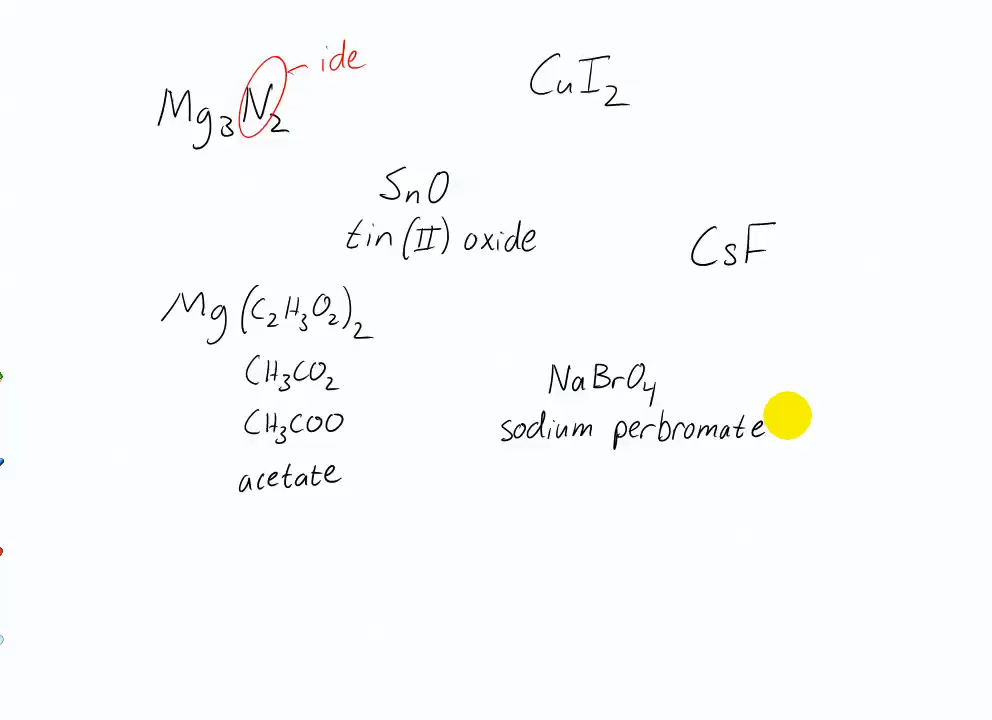 ide
Mg₃N₂
CuI₂
SnO
tin (II) oxide
CsF
Mg(C₂H₃O₂)₂
CH₃CO₂
CH₃COO
acetate
NaBrO₄
sodium perbromate